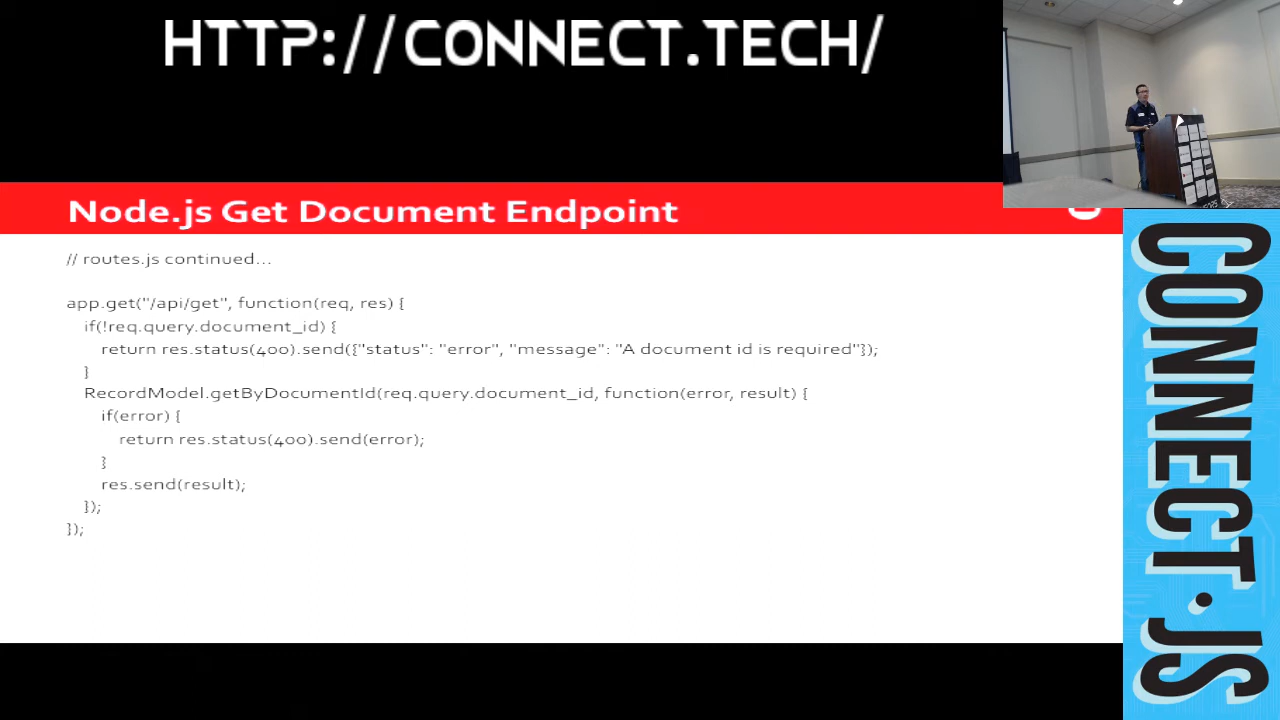 HTTP://CONNECT.TECH/
Node.js Get Document Endpoint
// routes.js continued...
app.get("/api/get", function(req, res) {
if(!req.query.document_id) {
return res.status(400).send({"status": "error", "message": "A document id is required"});
}
RecordModel.getByDocumentId(req.query.document_id, function(error, result) {
if(error) {
return res.status(400).send(error);
}
res.send(result);
});
});
CONNECT.JS